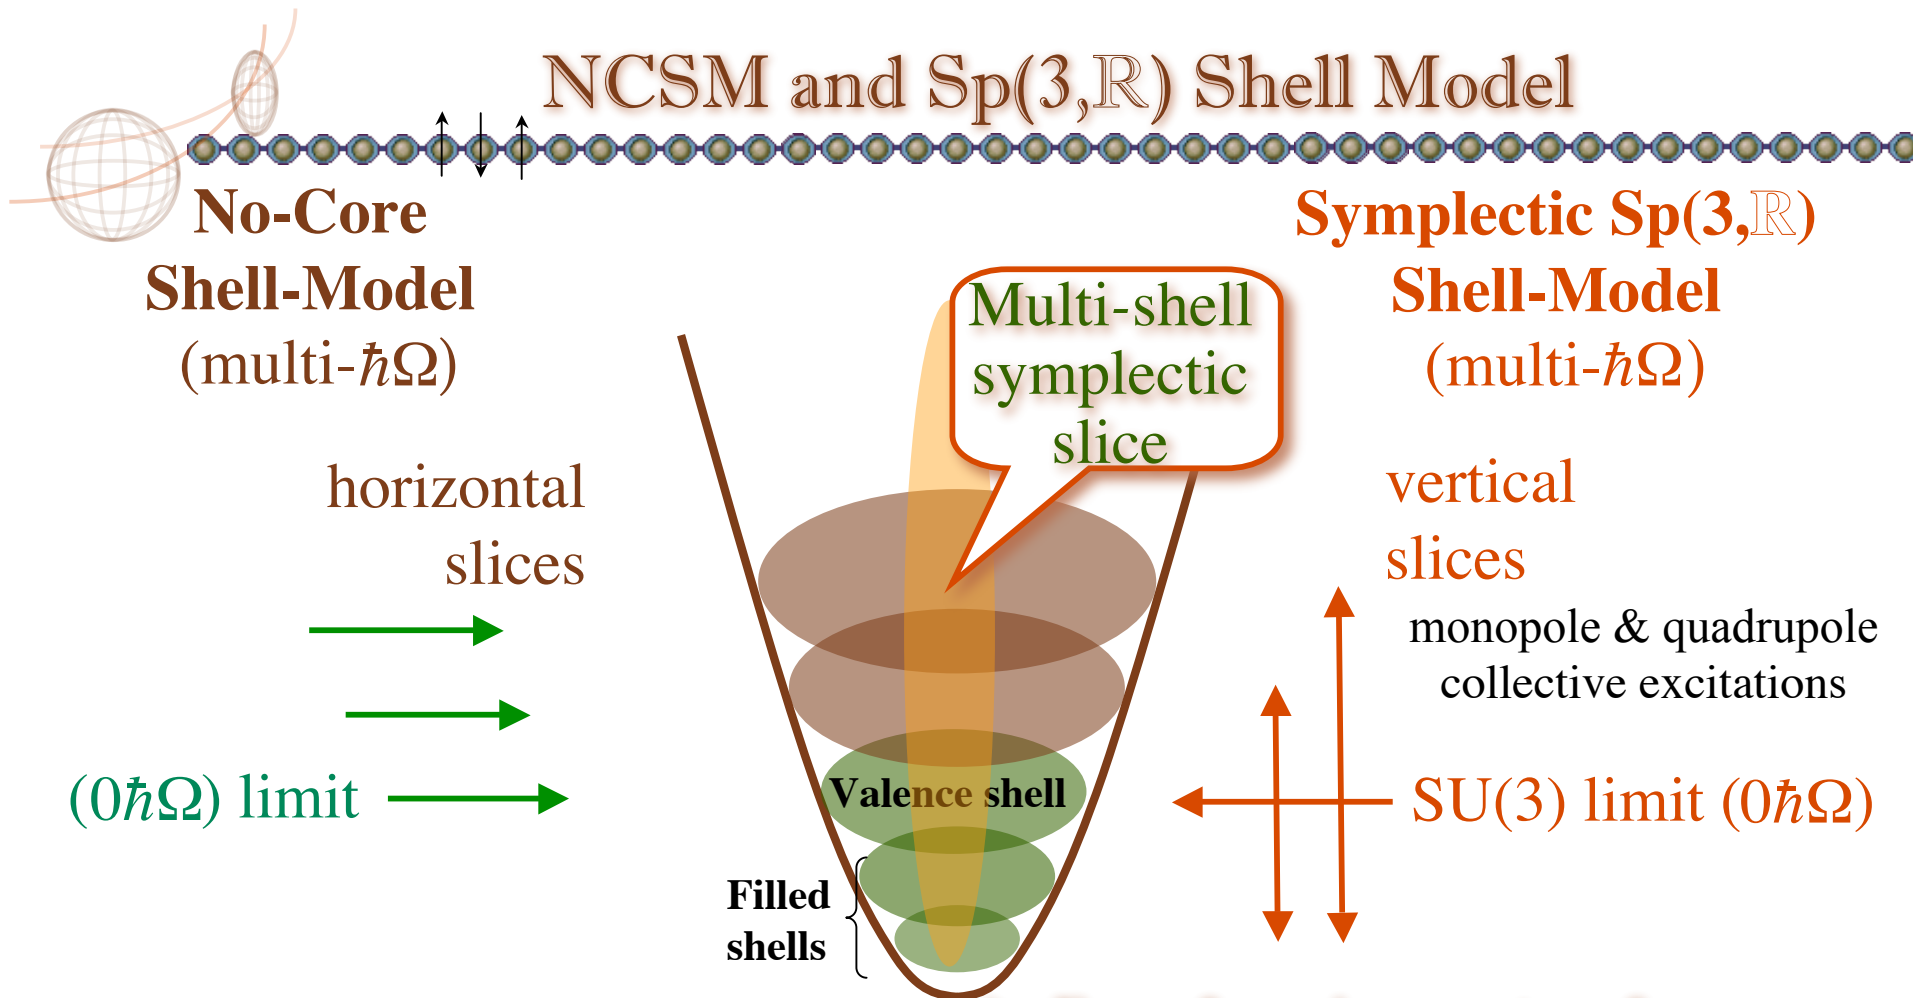 NCSM and Sp(3,ℝ) Shell Model
No-Core
Shell-Model
(multi-ℏΩ)
horizontal
slices
(0ℏΩ) limit
Multi-shell
symplectic
slice
Valence shell
Filled
shells
Symplectic Sp(3,ℝ)
Shell-Model
(multi-ℏΩ)
vertical
slices
monopole & quadrupole
collective excitations
SU(3) limit (0ℏΩ)